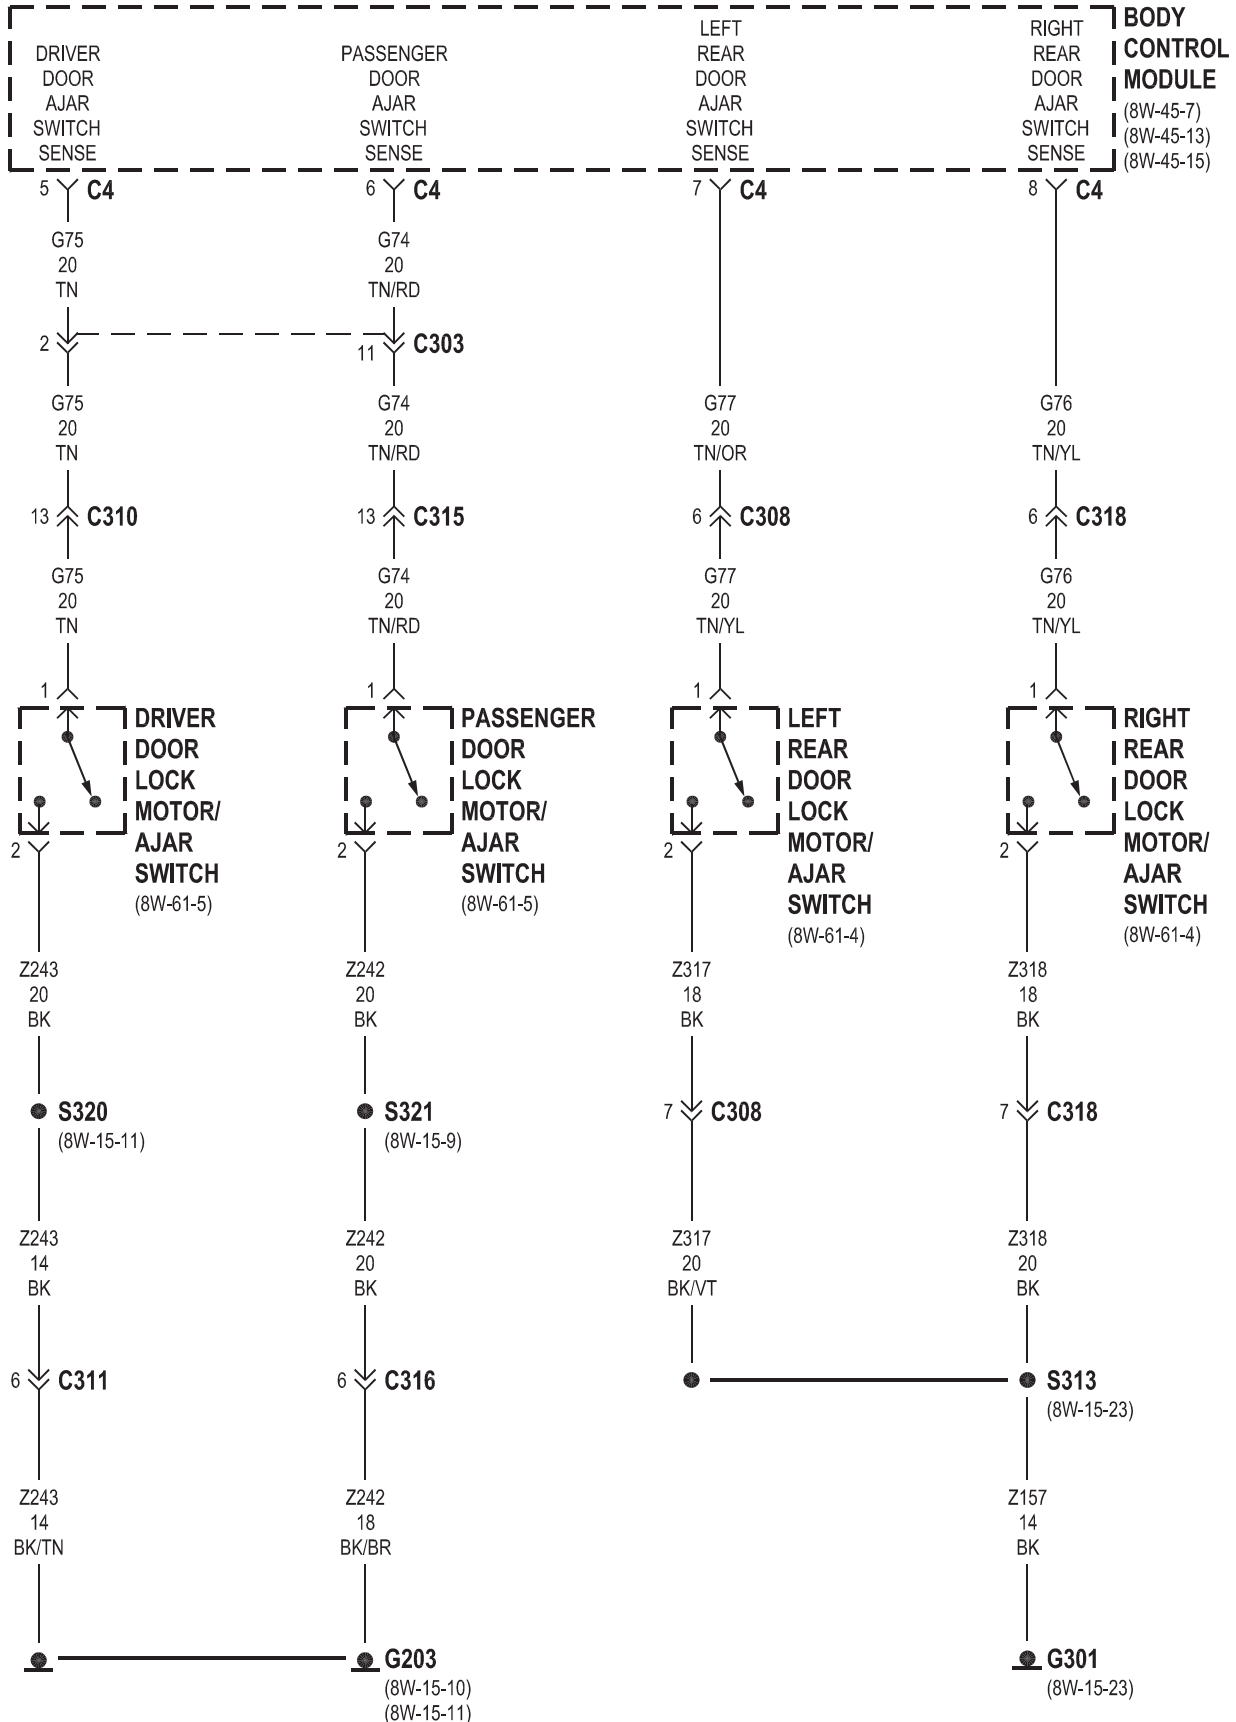 DRIVER
DOOR
AJAR
SWITCH
SENSE
PASSENGER
DOOR
AJAR
SWITCH
SENSE
LEFT
REAR
DOOR
AJAR
SWITCH
SENSE
RIGHT
REAR
DOOR
AJAR
SWITCH
SENSE
BODY
CONTROL
MODULE
(8W-45-7)
(8W-45-13)
(8W-45-15)
5 C4
6 C4
7 C4
8 C4
G75
20
TN
G74
20
TN/RD
2
11 C303
G75
20
TN
G74
20
TN/RD
G77
20
TN/OR
G76
20
TN/YL
13 C310
13 C315
6 C308
6 C318
G75
20
TN
G74
20
TN/RD
G77
20
TN/YL
G76
20
TN/YL
1
1
1
1
DRIVER
DOOR
LOCK
MOTOR/
AJAR
SWITCH
(8W-61-5)
PASSENGER
DOOR
LOCK
MOTOR/
AJAR
SWITCH
(8W-61-5)
LEFT
REAR
DOOR
LOCK
MOTOR/
AJAR
SWITCH
(8W-61-4)
RIGHT
REAR
DOOR
LOCK
MOTOR/
AJAR
SWITCH
(8W-61-4)
2
2
2
2
Z243
20
BK
Z242
20
BK
Z317
18
BK
Z318
18
BK
S320
(8W-15-11)
S321
(8W-15-9)
7 C308
7 C318
Z243
14
BK
Z242
20
BK
Z317
20
BK/VT
Z318
20
BK
6 C311
6 C316
S313
(8W-15-23)
Z243
14
BK/TN
Z242
18
BK/BR
Z157
14
BK
G203
(8W-15-10)
(8W-15-11)
G301
(8W-15-23)